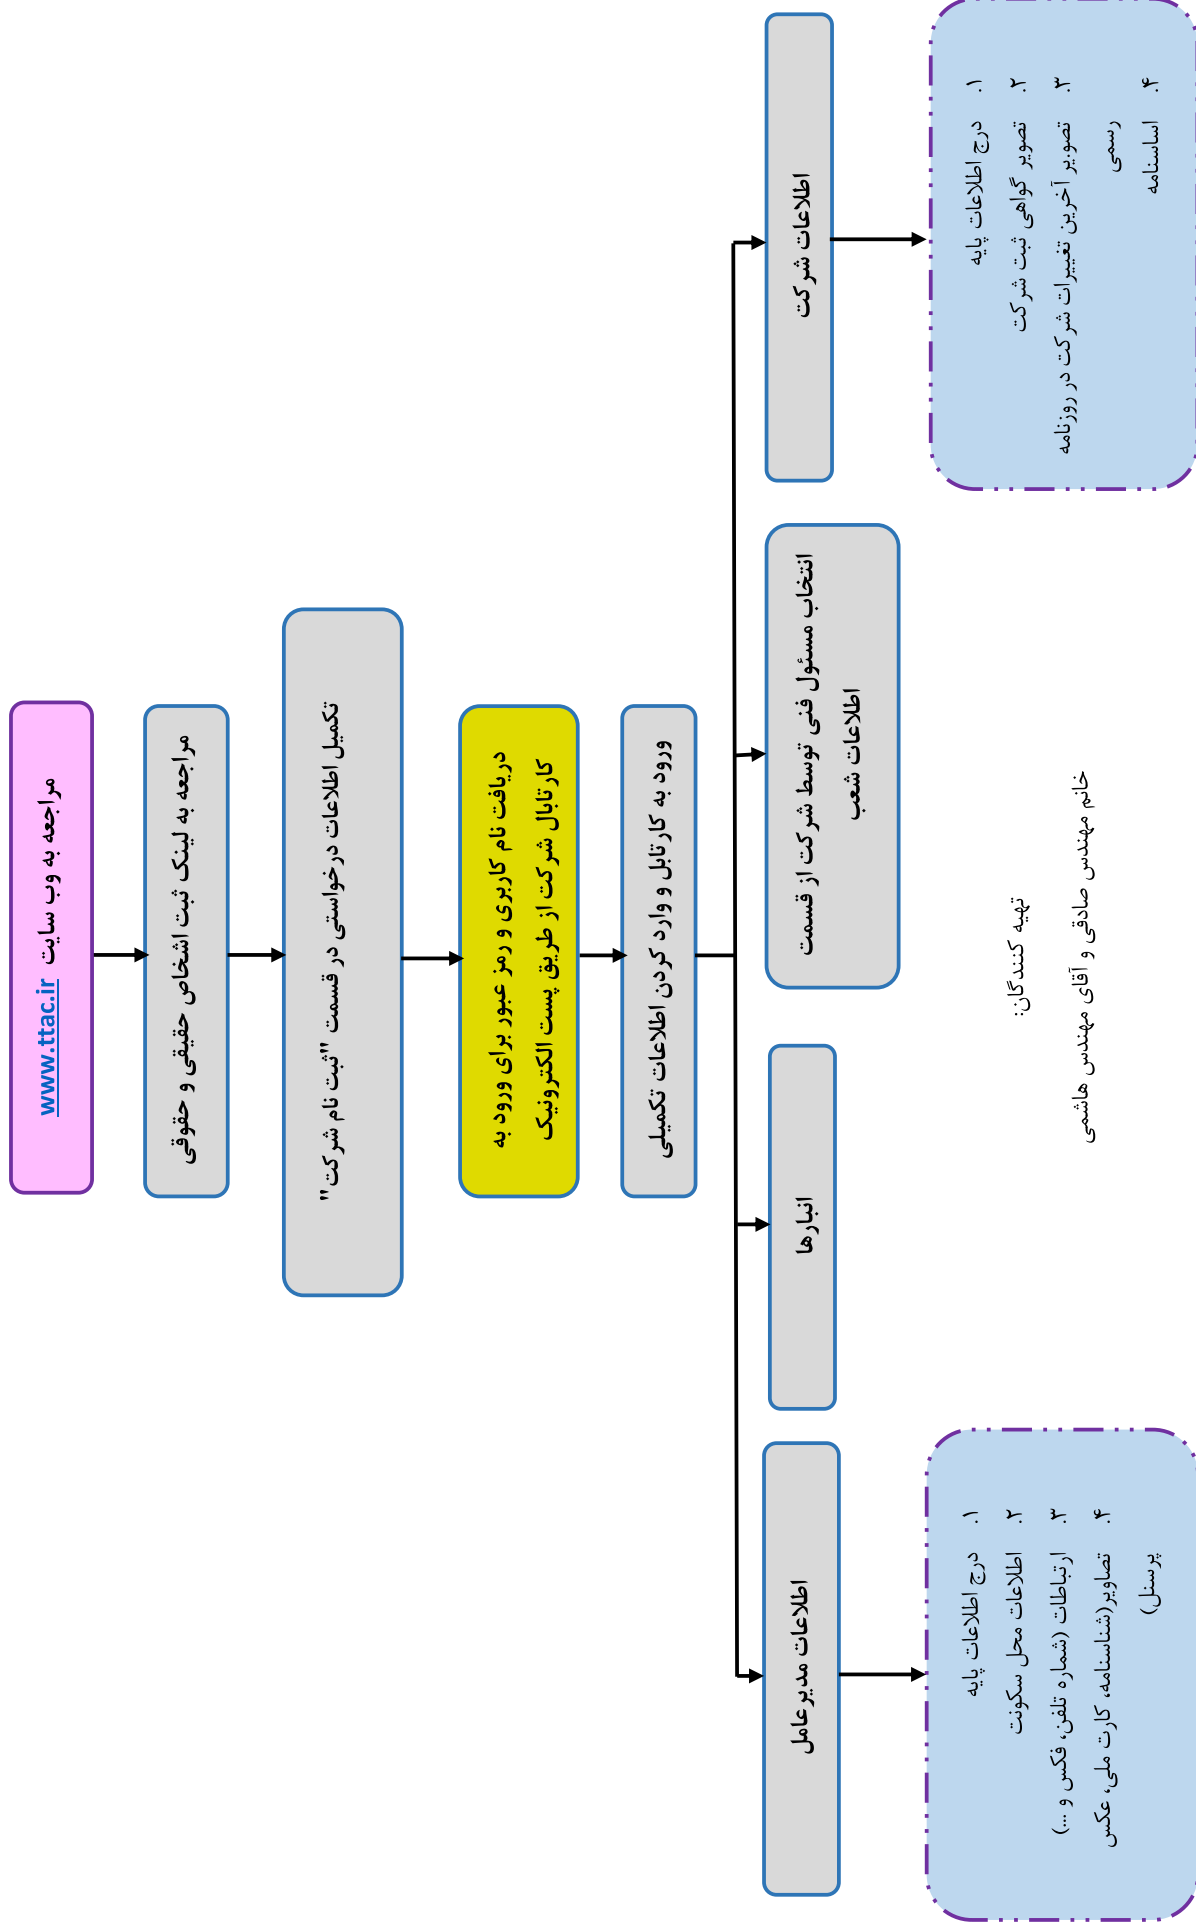 مراجعه به وب سایت www.ttac.ir
مراجعه به لینک ثبت اشخاص حقیقی و حقوقی
تکمیل اطلاعات درخواستی در قسمت "ثبت نام شرکت"
دریافت نام کاربری و رمز عبور برای ورود به
کارتابال شرکت از طریق پست الکترونیک
ورود به کارتابل و وارد کردن اطلاعات تکمیلی
اطلاعات شرکت
انتخاب مسئول فنی توسط شرکت از قسمت
اطلاعات شعب
انبارها
اطلاعات مدیرعامل
۱. درج اطلاعات پایه
۲. تصویر گواهی ثبت شرکت
۳. تصویر آخرین تغییرات شرکت در روزنامه
رسمی
۴. اساسنامه
تهیه کنندگان:
خانم مهندس صادقی و آقای مهندس هاشمی
۱. درج اطلاعات پایه
۲. اطلاعات محل سکونت
۳. ارتباطات (شماره تلفن، فکس و ...)
۴. تصاویر(شناسنامه، کارت ملی، عکس
پرسنل)